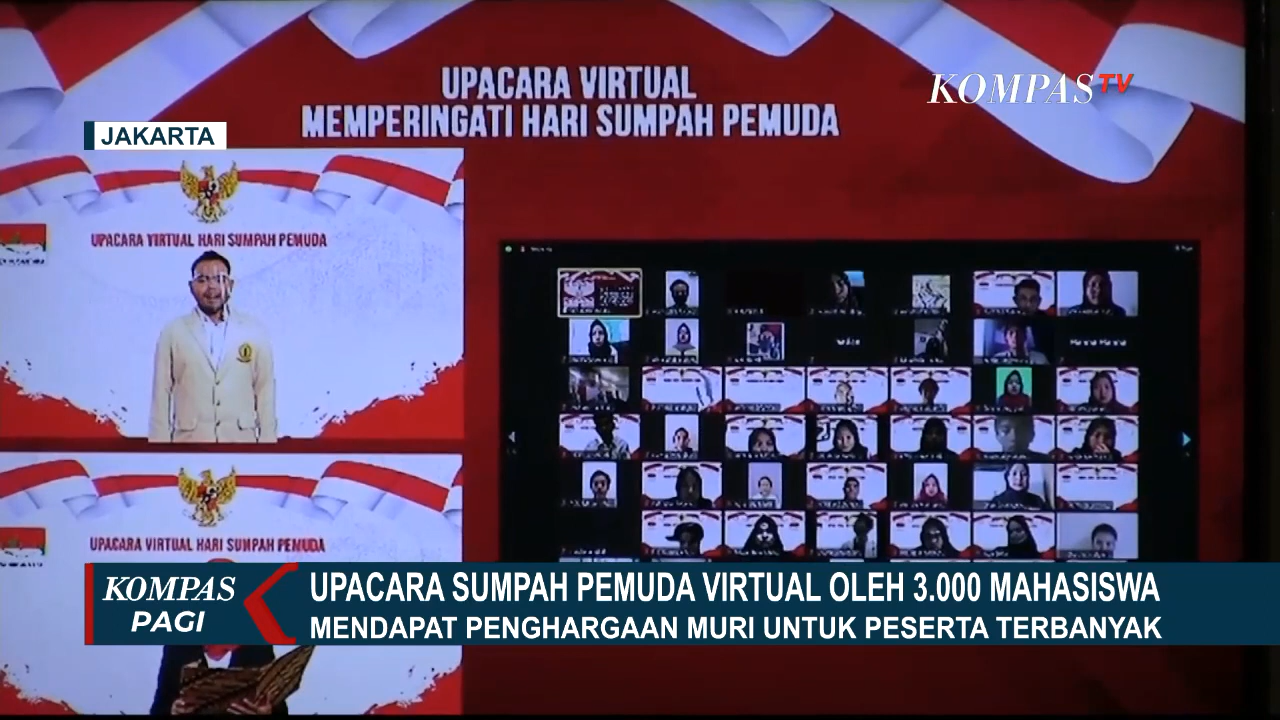 UPACARA VIRTUAL
MEMPERINGATI HARI SUMPAH PEMUDA
KOMPAS TV
JAKARTA
UPACARA VIRTUAL HARI SUMPAH PEMUDA
UPACARA VIRTUAL HARI SUMPAH PEMUDA
KOMPAS
PAGI
UPACARA SUMPAH PEMUDA VIRTUAL OLEH 3.000 MAHASISWA
MENDAPAT PENGHARGAAN MURI UNTUK PESERTA TERBANYAK